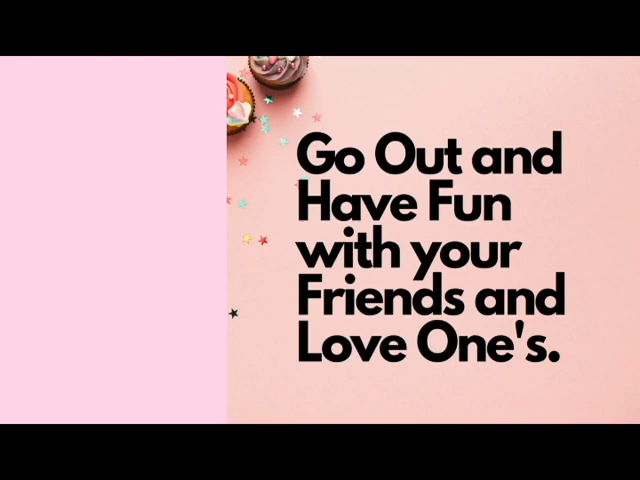 Go Out and
Have Fun
with your
Friends and
Love One's.